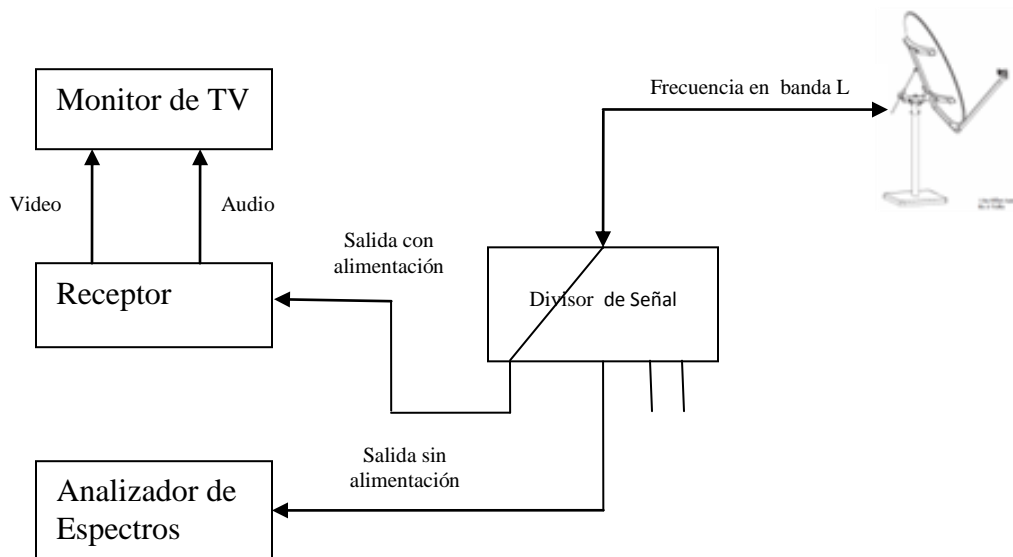 Monitor de TV
Frecuencia en banda L
Video
Audio
Salida con
alimentación
Receptor
Divisor de Señal
Salida sin
alimentación
Analizador de
Espectros